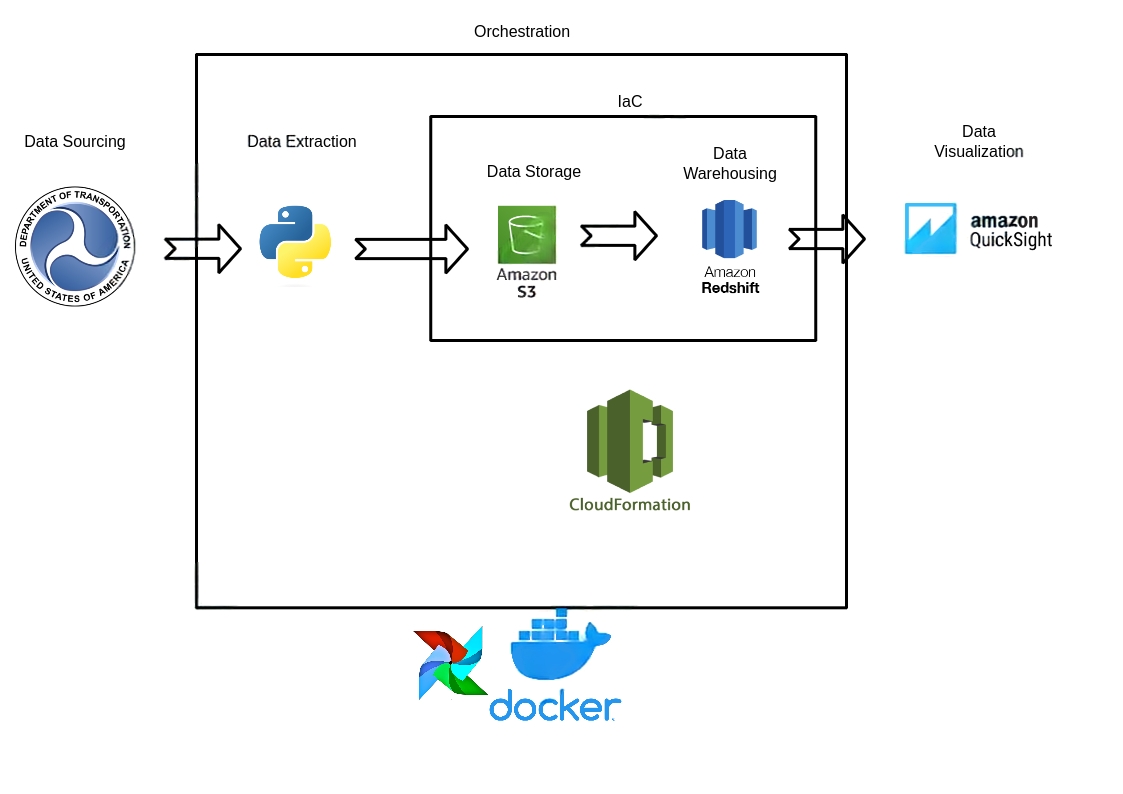 Orchestration
IaC
Data Sourcing
Data Extraction
Data Storage
Data
Warehousing
Data
Visualization
DEPARTMENT OF TRANSPORTATION
UNITED STATES OF AMERICA
Amazon
S3
Amazon
Redshift
amazon
QuickSight
CloudFormation
docker